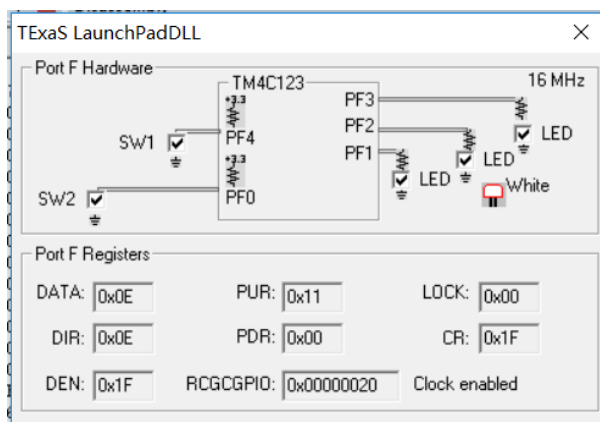 TExaS LaunchPadDLL
Port F Hardware
TM4C123
16 MHz
+3.3
PF3
SW1
PF4
PF2
LED
+3.3
PF1
LED
SW2
PF0
LED
White
Port F Registers
DATA: 0x0E PUR: 0x11 LOCK: 0x00
DIR: 0x0E PDR: 0x00 CR: 0x1F
DEN: 0x1F RCGCGPIO: 0x00000020 Clock enabled